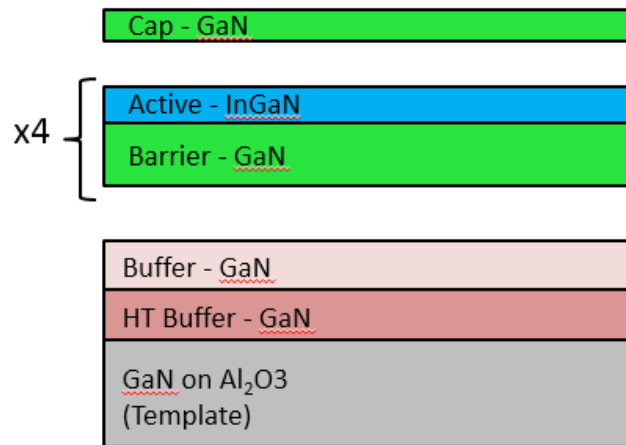 Cap - GaN
Active - InGaN
x4
Barrier - GaN
Buffer - GaN
HT Buffer - GaN
GaN on Al₂O3
(Template)